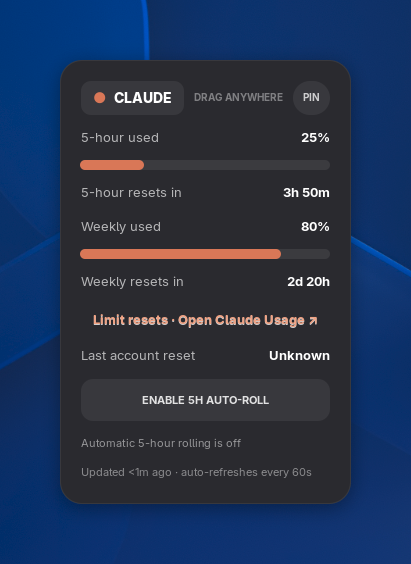 CLAUDE DRAG ANYWHERE PIN
5-hour used 25%
5-hour resets in 3h 50m
Weekly used 80%
Weekly resets in 2d 20h
Limit resets · Open Claude Usage ↗
Last account reset Unknown
ENABLE 5H AUTO-ROLL
Automatic 5-hour rolling is off
Updated <1m ago · auto-refreshes every 60s